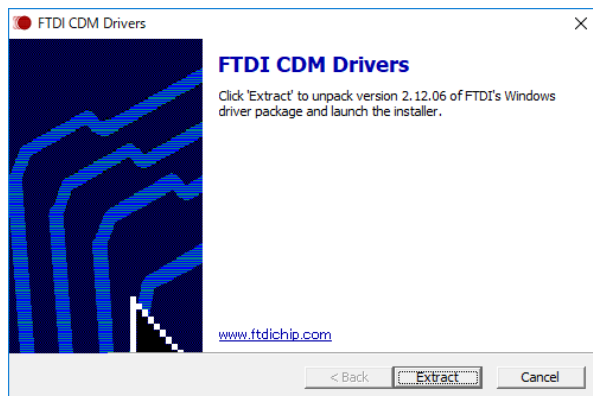 FTDI CDM Drivers
FTDI CDM Drivers
Click 'Extract' to unpack version 2.12.06 of FTDI's Windows
driver package and launch the installer.
www.ftdichip.com
< Back
Extract
Cancel